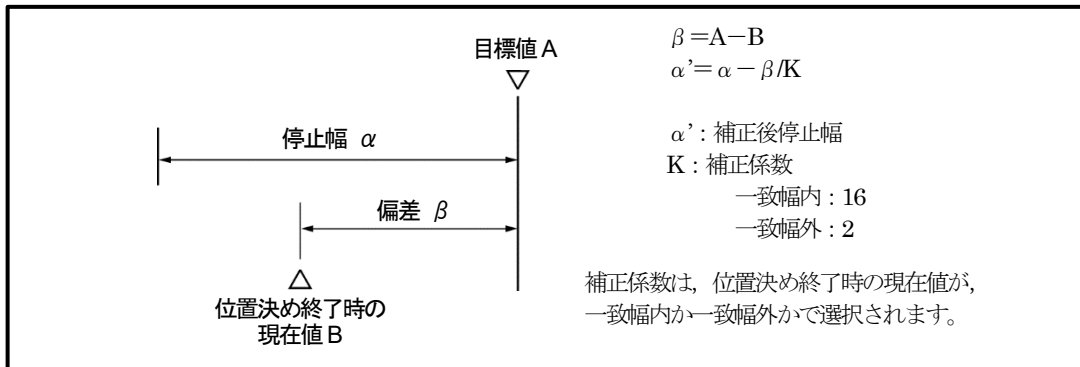 目標値 A
停止幅 α
偏差 β
位置決め終了時の
現在値 B
β=A-B
α'=α-β/K
α':補正後停止幅
K:補正係数
一致幅内:16
一致幅外:2
補正係数は,位置決め終了時の現在値が,
一致幅内か一致幅外かで選択されます。